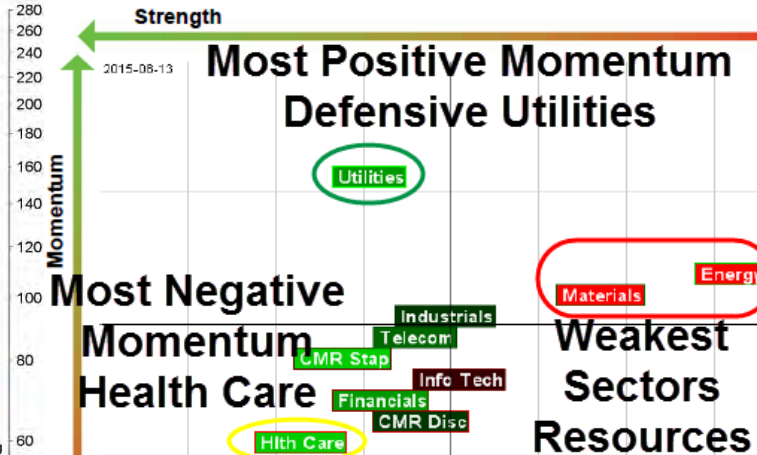 280
Strength
260
240
Most Positive Momentum
2015-08-13
220
Defensive Utilities
200
180
160
Utilities
140
Momentum
120
Energy
Most Negative
100
Materials
Industrials
Momentum
Telecom
Weakest
80
CMR Stap
Health Care
Info Tech
Sectors
Financials
CMR Disc
60
Hlth Care
Resources